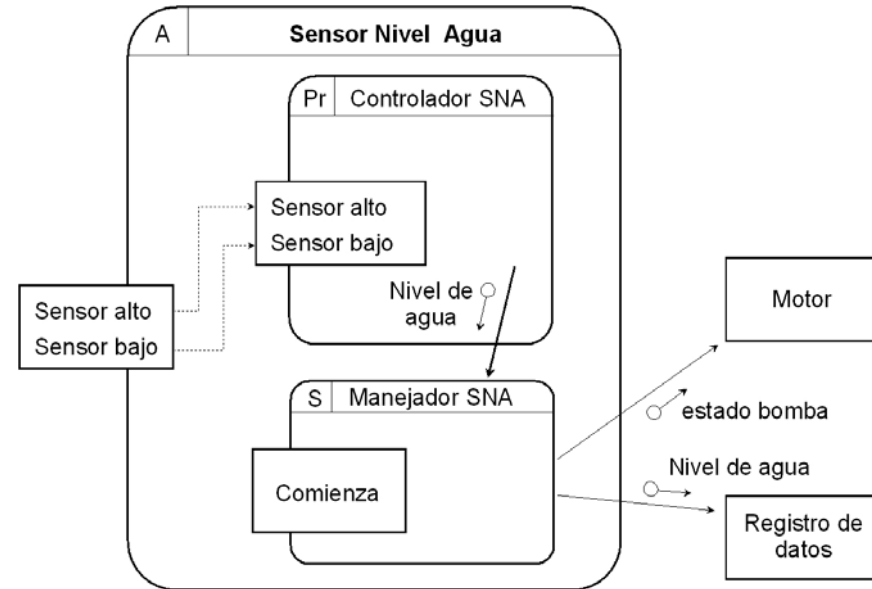 A
Sensor Nivel Agua
Pr
Controlador SNA
Sensor alto
Sensor bajo
Sensor alto
Sensor bajo
Nivel de
agua
Motor
S
Manejador SNA
estado bomba
Comienza
Nivel de agua
Registro de
datos